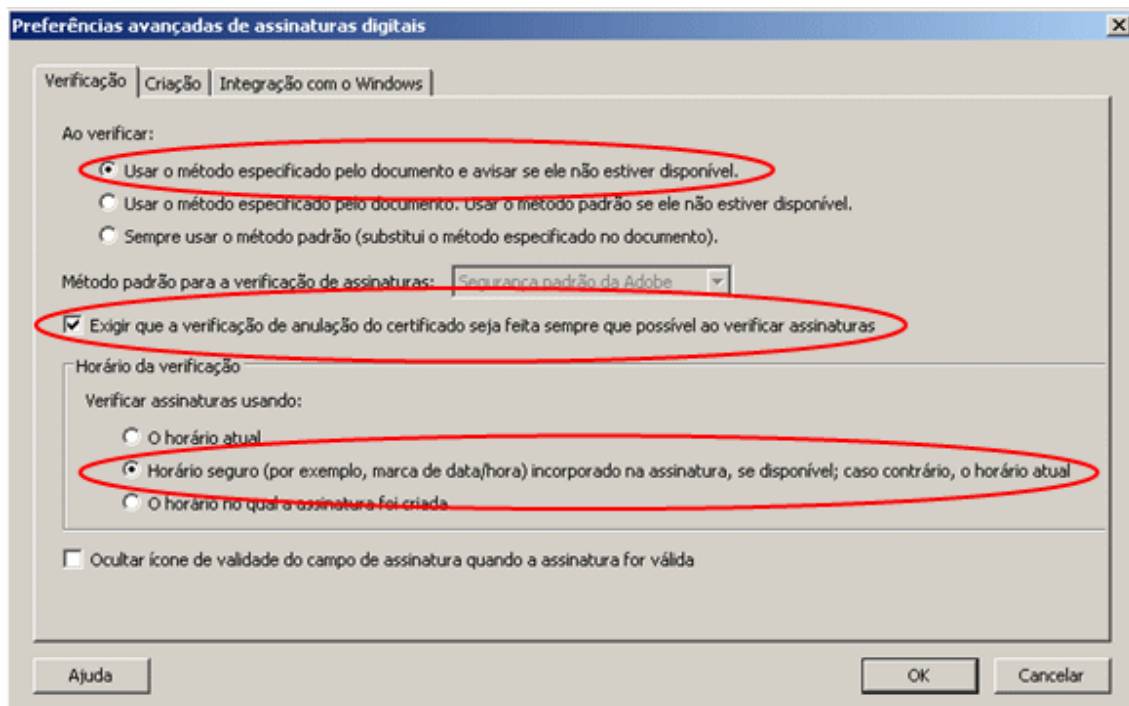 Preferências avançadas de assinaturas digitais
Verificação Criação Integração com o Windows
Ao verificar:
Usar o método especificado pelo documento e avisar se ele não estiver disponível.
Usar o método especificado pelo documento. Usar o método padrão se ele não estiver disponível.
Sempre usar o método padrão (substitui o método especificado no documento).
Método padrão para a verificação de assinaturas: Segurança padrão da Adobe
Exigir que a verificação de anulação do certificado seja feita sempre que possível ao verificar assinaturas
Horário da verificação
Verificar assinaturas usando:
O horário atual
Horário seguro (por exemplo, marca de data/hora) incorporado na assinatura, se disponível; caso contrário, o horário atual
O horário no qual a assinatura foi criada
Ocultar ícone de validade do campo de assinatura quando a assinatura for válida
Ajuda OK Cancelar